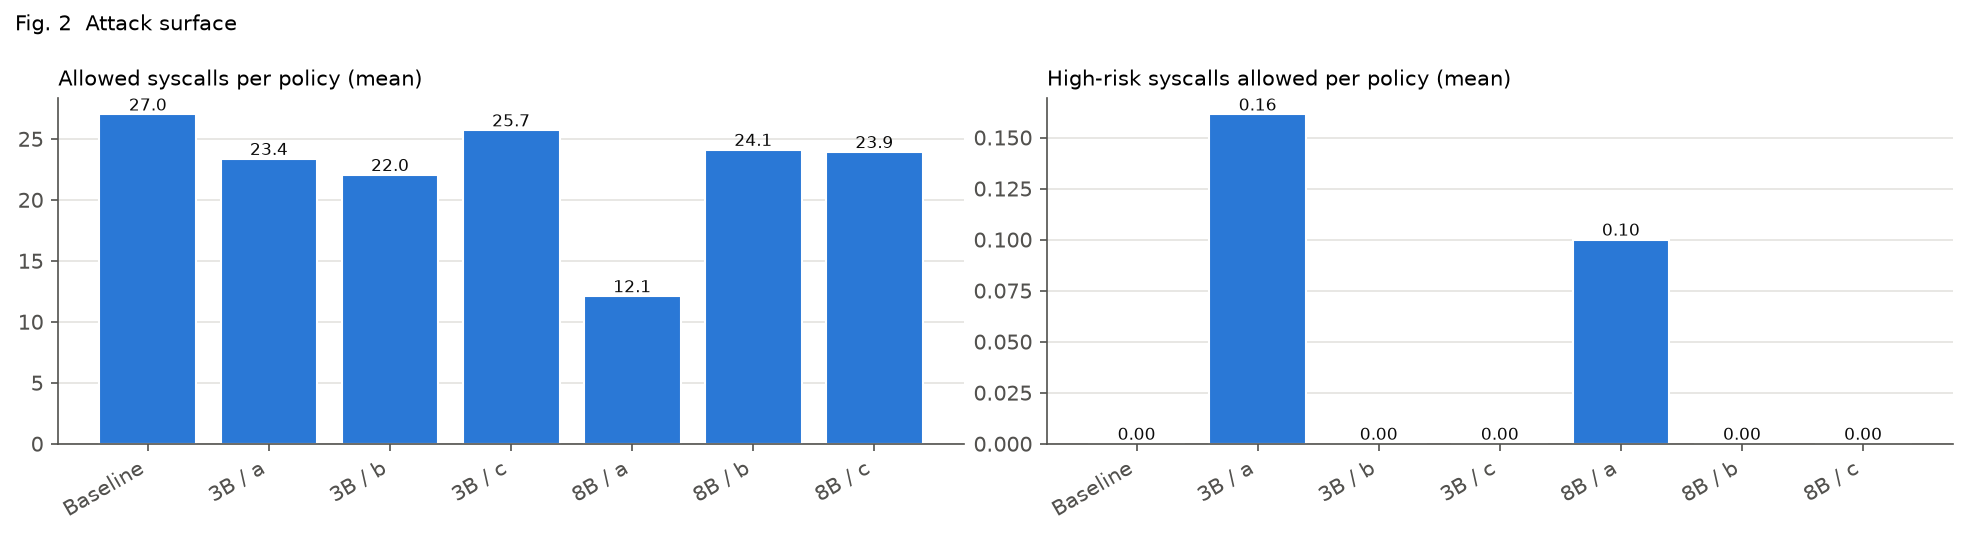 Fig. 2  Attack surface
Allowed syscalls per policy (mean)
27.0
23.4
22.0
25.7
12.1
24.1
23.9
25
20
15
10
5
0
Baseline
3B / a
3B / b
3B / c
8B / a
8B / b
8B / c
High-risk syscalls allowed per policy (mean)
0.00
0.16
0.00
0.00
0.10
0.00
0.00
0.150
0.125
0.100
0.075
0.050
0.025
0.000
Baseline
3B / a
3B / b
3B / c
8B / a
8B / b
8B / c